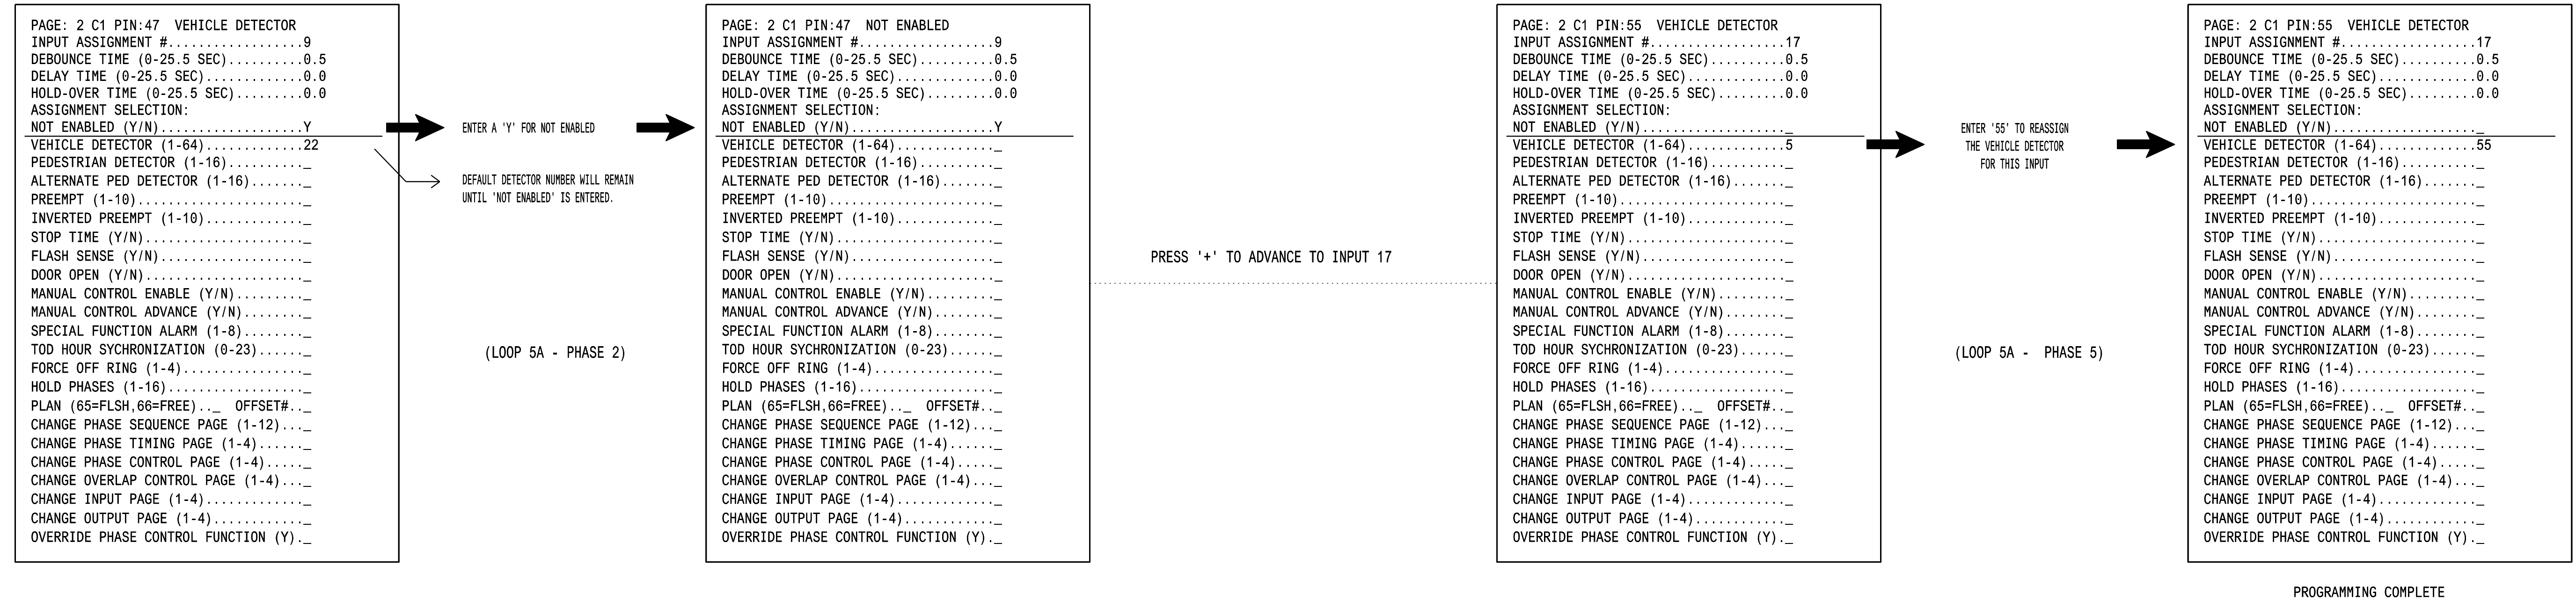 PAGE: 2 C1 PIN:47  VEHICLE DETECTOR
INPUT ASSIGNMENT #..................9
DEBOUNCE TIME (0-25.5 SEC)..........0.5
DELAY TIME (0-25.5 SEC).............0.0
HOLD-OVER TIME (0-25.5 SEC).........0.0
ASSIGNMENT SELECTION:
NOT ENABLED (Y/N)...................Y
VEHICLE DETECTOR (1-64).............22
PEDESTRIAN DETECTOR (1-16).........._
ALTERNATE PED DETECTOR (1-16)......._
PREEMPT (1-10)......................_
INVERTED PREEMPT (1-10)............._
STOP TIME (Y/N)....................._
FLASH SENSE (Y/N)..................._
DOOR OPEN (Y/N)....................._
MANUAL CONTROL ENABLE (Y/N)........._
MANUAL CONTROL ADVANCE (Y/N)........_
SPECIAL FUNCTION ALARM (1-8)........_
TOD HOUR SYCHRONIZATION (0-23)......_
FORCE OFF RING (1-4)................_
HOLD PHASES (1-16).................._
PLAN (65=FLSH,66=FREE).._  OFFSET#.._
CHANGE PHASE SEQUENCE PAGE (1-12)..._
CHANGE PHASE TIMING PAGE (1-4)......_
CHANGE PHASE CONTROL PAGE (1-4)....._
CHANGE OVERLAP CONTROL PAGE (1-4)..._
CHANGE INPUT PAGE (1-4)............._
CHANGE OUTPUT PAGE (1-4)............_
OVERRIDE PHASE CONTROL FUNCTION (Y)._
ENTER A 'Y' FOR NOT ENABLED
DEFAULT DETECTOR NUMBER WILL REMAIN
UNTIL 'NOT ENABLED' IS ENTERED.
(LOOP 5A - PHASE 2)
PAGE: 2 C1 PIN:47  NOT ENABLED
INPUT ASSIGNMENT #..................9
DEBOUNCE TIME (0-25.5 SEC)..........0.5
DELAY TIME (0-25.5 SEC).............0.0
HOLD-OVER TIME (0-25.5 SEC).........0.0
ASSIGNMENT SELECTION:
NOT ENABLED (Y/N)...................Y
VEHICLE DETECTOR (1-64)............._
PEDESTRIAN DETECTOR (1-16).........._
ALTERNATE PED DETECTOR (1-16)......._
PREEMPT (1-10)......................_
INVERTED PREEMPT (1-10)............._
STOP TIME (Y/N)....................._
FLASH SENSE (Y/N)..................._
DOOR OPEN (Y/N)....................._
MANUAL CONTROL ENABLE (Y/N)........._
MANUAL CONTROL ADVANCE (Y/N)........_
SPECIAL FUNCTION ALARM (1-8)........_
TOD HOUR SYCHRONIZATION (0-23)......_
FORCE OFF RING (1-4)................_
HOLD PHASES (1-16).................._
PLAN (65=FLSH,66=FREE).._  OFFSET#.._
CHANGE PHASE SEQUENCE PAGE (1-12)..._
CHANGE PHASE TIMING PAGE (1-4)......_
CHANGE PHASE CONTROL PAGE (1-4)....._
CHANGE OVERLAP CONTROL PAGE (1-4)..._
CHANGE INPUT PAGE (1-4)............._
CHANGE OUTPUT PAGE (1-4)............_
OVERRIDE PHASE CONTROL FUNCTION (Y)._
PRESS '+' TO ADVANCE TO INPUT 17
PAGE: 2 C1 PIN:55  VEHICLE DETECTOR
INPUT ASSIGNMENT #..................17
DEBOUNCE TIME (0-25.5 SEC)..........0.5
DELAY TIME (0-25.5 SEC).............0.0
HOLD-OVER TIME (0-25.5 SEC).........0.0
ASSIGNMENT SELECTION:
NOT ENABLED (Y/N)..................._
VEHICLE DETECTOR (1-64).............5
PEDESTRIAN DETECTOR (1-16).........._
ALTERNATE PED DETECTOR (1-16)......._
PREEMPT (1-10)......................_
INVERTED PREEMPT (1-10)............._
STOP TIME (Y/N)....................._
FLASH SENSE (Y/N)..................._
DOOR OPEN (Y/N)....................._
MANUAL CONTROL ENABLE (Y/N)........._
MANUAL CONTROL ADVANCE (Y/N)........_
SPECIAL FUNCTION ALARM (1-8)........_
TOD HOUR SYCHRONIZATION (0-23)......_
FORCE OFF RING (1-4)................_
HOLD PHASES (1-16).................._
PLAN (65=FLSH,66=FREE).._  OFFSET#.._
CHANGE PHASE SEQUENCE PAGE (1-12)..._
CHANGE PHASE TIMING PAGE (1-4)......_
CHANGE PHASE CONTROL PAGE (1-4)....._
CHANGE OVERLAP CONTROL PAGE (1-4)..._
CHANGE INPUT PAGE (1-4)............._
CHANGE OUTPUT PAGE (1-4)............_
OVERRIDE PHASE CONTROL FUNCTION (Y)._
ENTER '55' TO REASSIGN
THE VEHICLE DETECTOR
FOR THIS INPUT
(LOOP 5A -  PHASE 5)
PAGE: 2 C1 PIN:55  VEHICLE DETECTOR
INPUT ASSIGNMENT #..................17
DEBOUNCE TIME (0-25.5 SEC)..........0.5
DELAY TIME (0-25.5 SEC).............0.0
HOLD-OVER TIME (0-25.5 SEC).........0.0
ASSIGNMENT SELECTION:
NOT ENABLED (Y/N)..................._
VEHICLE DETECTOR (1-64).............55
PEDESTRIAN DETECTOR (1-16).........._
ALTERNATE PED DETECTOR (1-16)......._
PREEMPT (1-10)......................_
INVERTED PREEMPT (1-10)............._
STOP TIME (Y/N)....................._
FLASH SENSE (Y/N)..................._
DOOR OPEN (Y/N)....................._
MANUAL CONTROL ENABLE (Y/N)........._
MANUAL CONTROL ADVANCE (Y/N)........_
SPECIAL FUNCTION ALARM (1-8)........_
TOD HOUR SYCHRONIZATION (0-23)......_
FORCE OFF RING (1-4)................_
HOLD PHASES (1-16).................._
PLAN (65=FLSH,66=FREE).._  OFFSET#.._
CHANGE PHASE SEQUENCE PAGE (1-12)..._
CHANGE PHASE TIMING PAGE (1-4)......_
CHANGE PHASE CONTROL PAGE (1-4)....._
CHANGE OVERLAP CONTROL PAGE (1-4)..._
CHANGE INPUT PAGE (1-4)............._
CHANGE OUTPUT PAGE (1-4)............_
OVERRIDE PHASE CONTROL FUNCTION (Y)._
PROGRAMMING COMPLETE